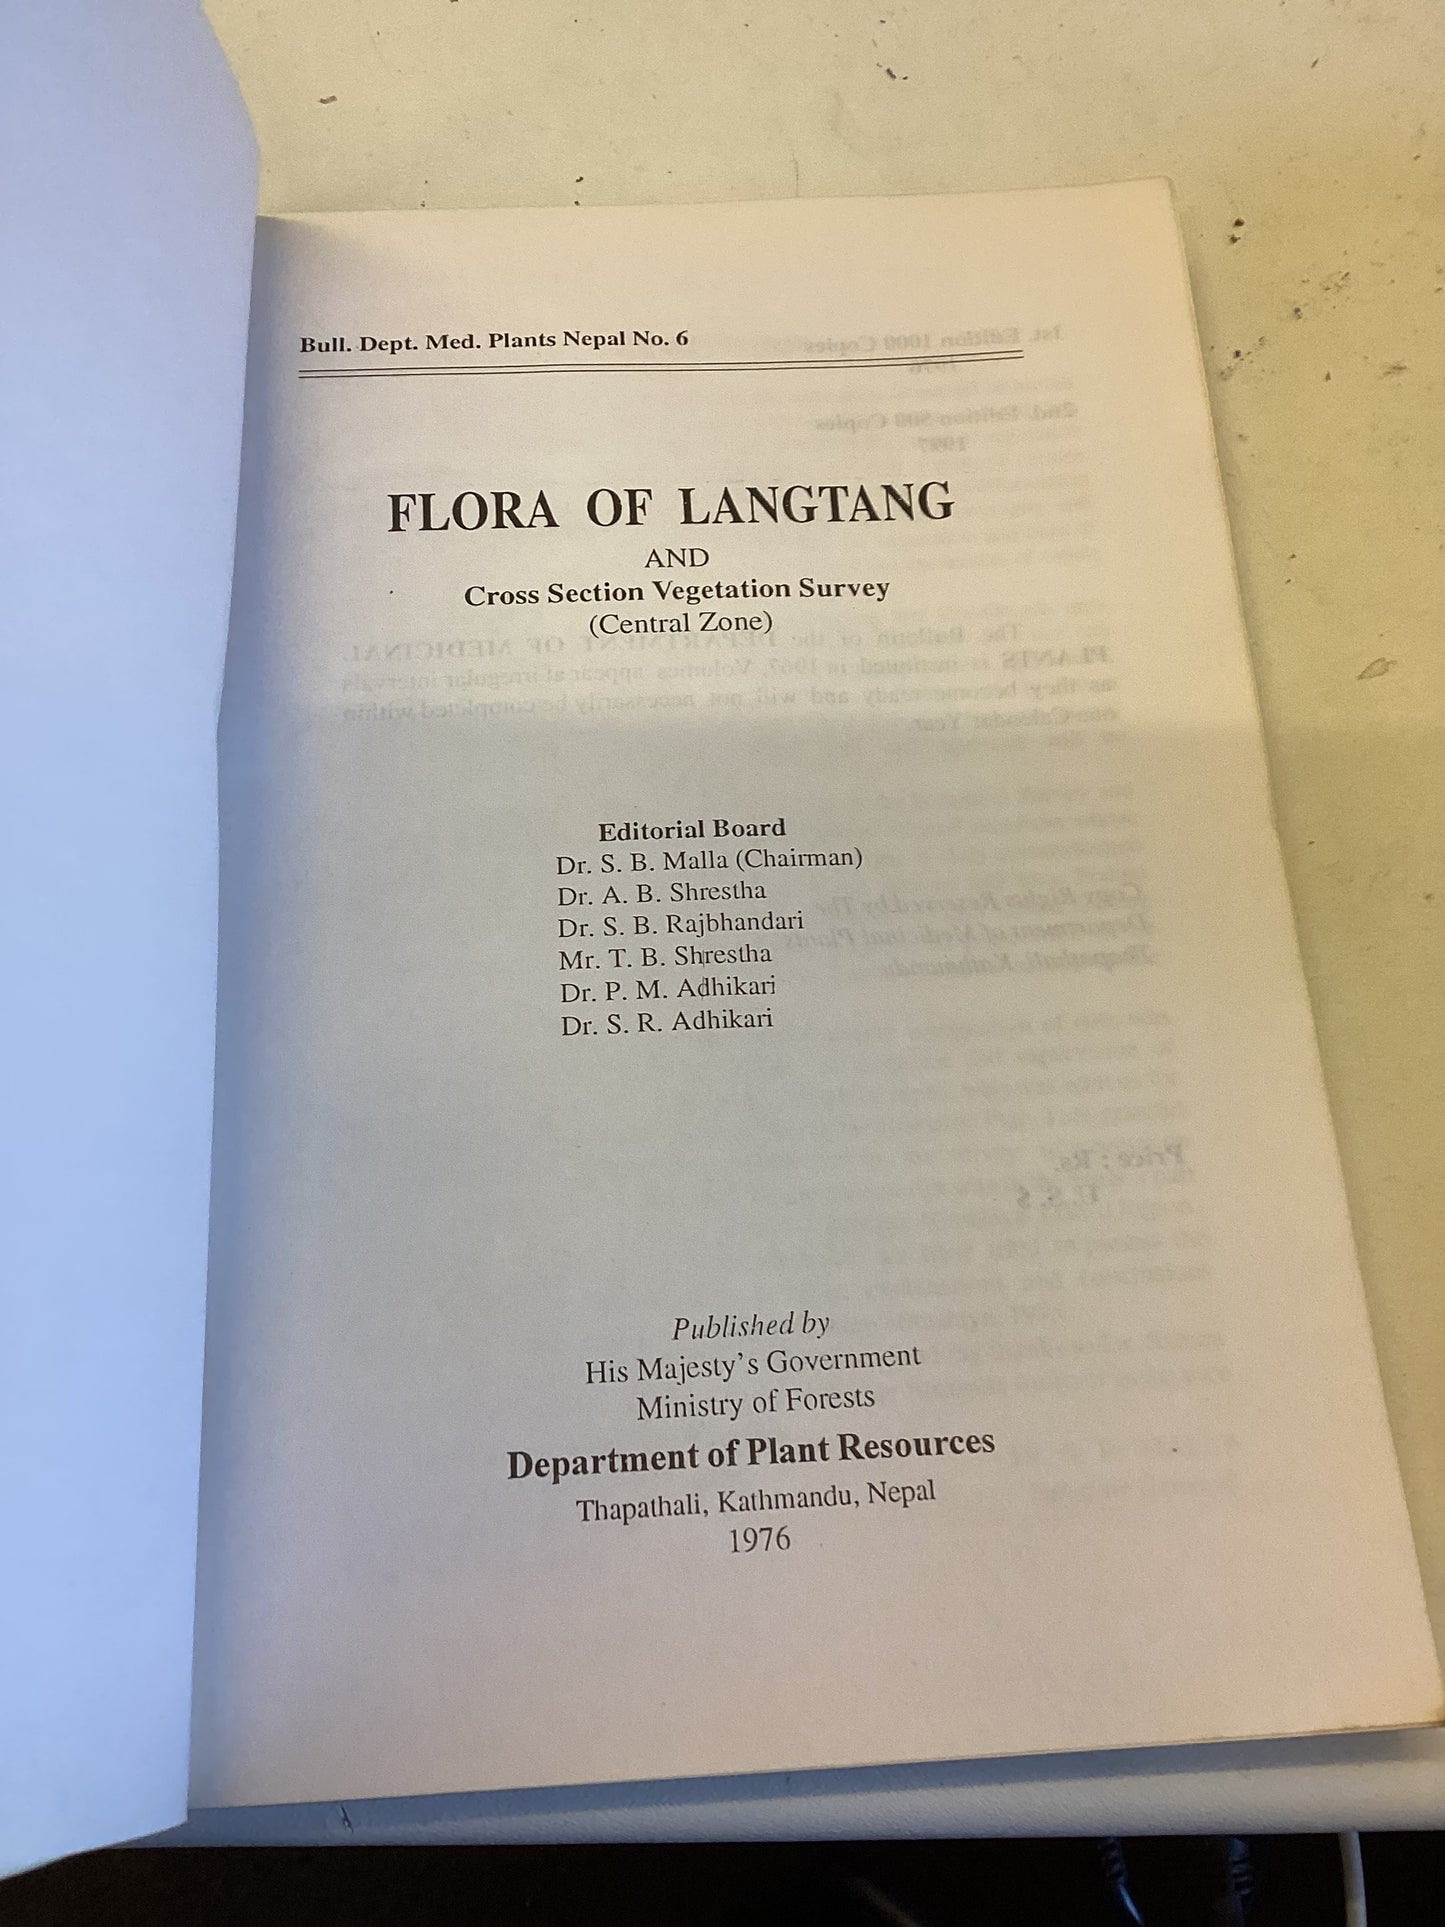 Bull. Dept. Med. Plants Nepal No. 6
FLORA OF LANGTANG
AND
Cross Section Vegetation Survey
(Central Zone)
Editorial Board
Dr. S. B. Malla (Chairman)
Dr. A. B. Shrestha
Dr. S. B. Rajbhandari
Mr. T. B. Shrestha
Dr. P. M. Adhikari
Dr. S. R. Adhikari
Published by
His Majesty's Government
Ministry of Forests
Department of Plant Resources
Thapathali, Kathmandu, Nepal
1976